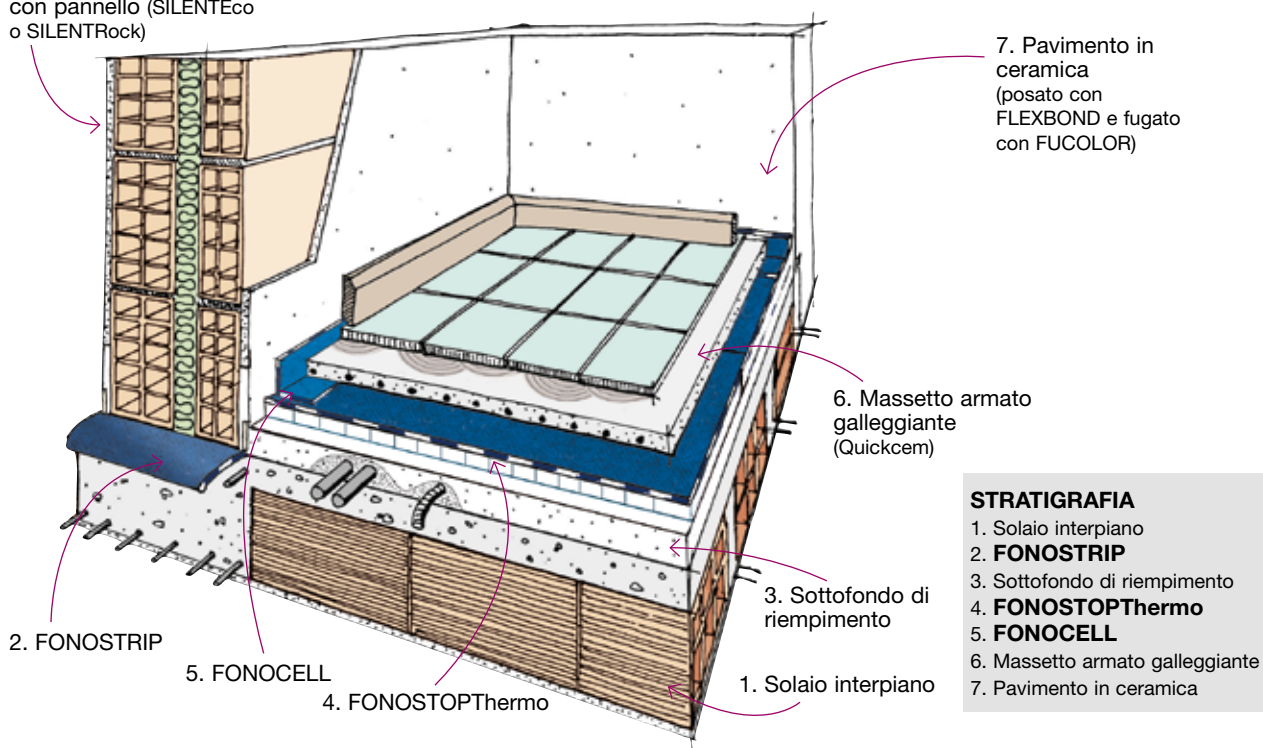 con pannello (SILENTEco
o SILENTRock)
7. Pavimento in
ceramica
(posato con
FLEXBOND e fugato
con FUCOLOR)
6. Massetto armato
galleggiante
(Quickcem)
3. Sottofondo di
riempimento
1. Solaio interpiano
2. FONOSTRIP
5. FONOCELL
4. FONOSTOPThermo
STRATIGRAFIA
1. Solaio interpiano
2. FONOSTRIP
3. Sottofondo di riempimento
4. FONOSTOPThermo
5. FONOCELL
6. Massetto armato galleggiante
7. Pavimento in ceramica